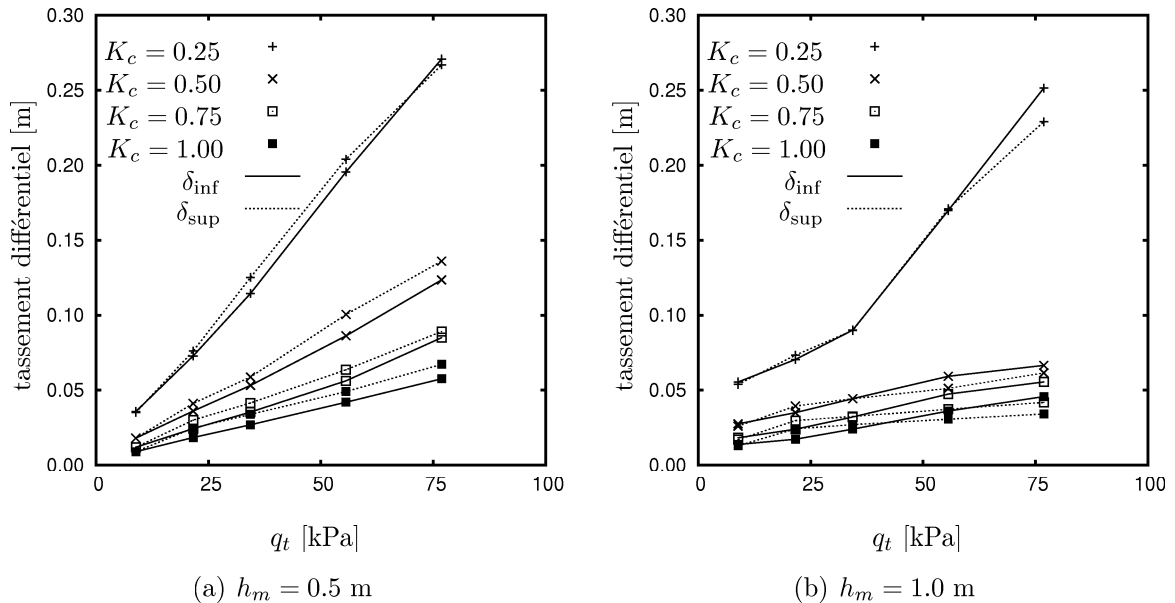 0.30
0.25
0.20
0.15
0.10
0.05
0.00
tassement différentiel [m]
K_c = 0.25
K_c = 0.50
K_c = 0.75
K_c = 1.00
δ_inf
δ_sup
0 25 50 75 100
q_t [kPa]
(a) h_m = 0.5 m
0.30
0.25
0.20
0.15
0.10
0.05
0.00
tassement différentiel [m]
K_c = 0.25
K_c = 0.50
K_c = 0.75
K_c = 1.00
δ_inf
δ_sup
0 25 50 75 100
q_t [kPa]
(b) h_m = 1.0 m